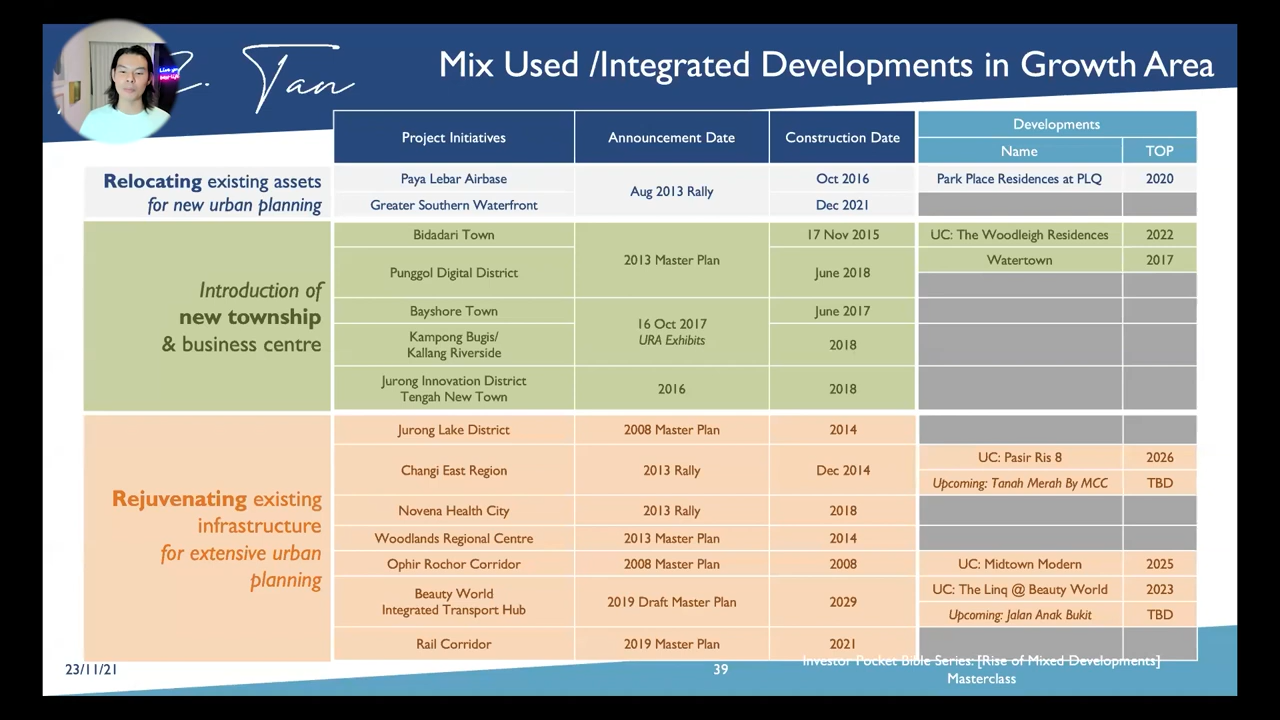 Z. Tan
Mix Used /Integrated Developments in Growth Area
Project Initiatives
Announcement Date
Construction Date
Developments
Name
TOP
Relocating existing assets
for new urban planning
Paya Lebar Airbase
Aug 2013 Rally
Oct 2016
Park Place Residences at PLQ
2020
Greater Southern Waterfront
Dec 2021
Introduction of
new township
& business centre
Bidadari Town
2013 Master Plan
17 Nov 2015
UC: The Woodleigh Residences
2022
Punggol Digital District
June 2018
Watertown
2017
Bayshore Town
16 Oct 2017
URA Exhibits
June 2017
Kampong Bugis/
Kallang Riverside
2018
Jurong Innovation District
Tengah New Town
2016
2018
Rejuvenating existing
infrastructure
for extensive urban
planning
Jurong Lake District
2008 Master Plan
2014
Changi East Region
2013 Rally
Dec 2014
UC: Pasir Ris 8
2026
Upcoming: Tanah Merah By MCC
TBD
Novena Health City
2013 Rally
2018
Woodlands Regional Centre
2013 Master Plan
2014
Ophir Rochor Corridor
2008 Master Plan
2008
UC: Midtown Modern
2025
Beauty World
Integrated Transport Hub
2019 Draft Master Plan
2029
UC: The Linq @ Beauty World
2023
Upcoming: Jalan Anak Bukit
TBD
Rail Corridor
2019 Master Plan
2021
23/11/21
39
Investor Pocket Bible Series: [Rise of Mixed Developments]
Masterclass